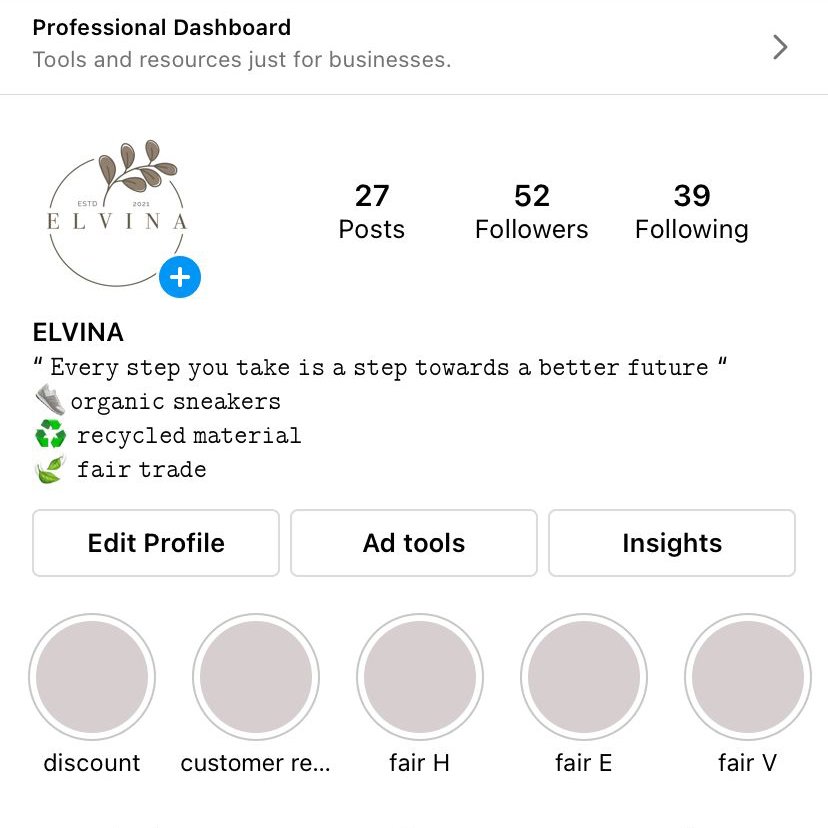 Professional Dashboard
Tools and resources just for businesses.
ESTD 2021
ELVINA
27 52 39
Posts Followers Following
ELVINA
“ Every step you take is a step towards a better future “
organic sneakers
recycled material
fair trade
Edit Profile Ad tools Insights
discount customer re... fair H fair E fair V